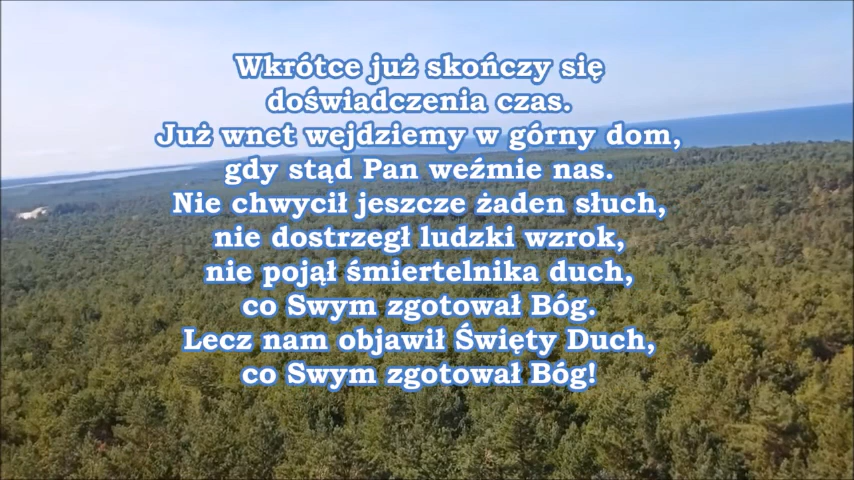 Wkrótce już skończy się
doświadczenia czas.
Już wnet wejdziemy w górny dom,
gdy stąd Pan weźmie nas.
Nie chwycił jeszcze żaden słuch,
nie dostrzegł ludzki wzrok,
nie pojął śmiertelnika duch,
co Swym zgotował Bóg.
Lecz nam objawił Święty Duch,
co Swym zgotował Bóg!